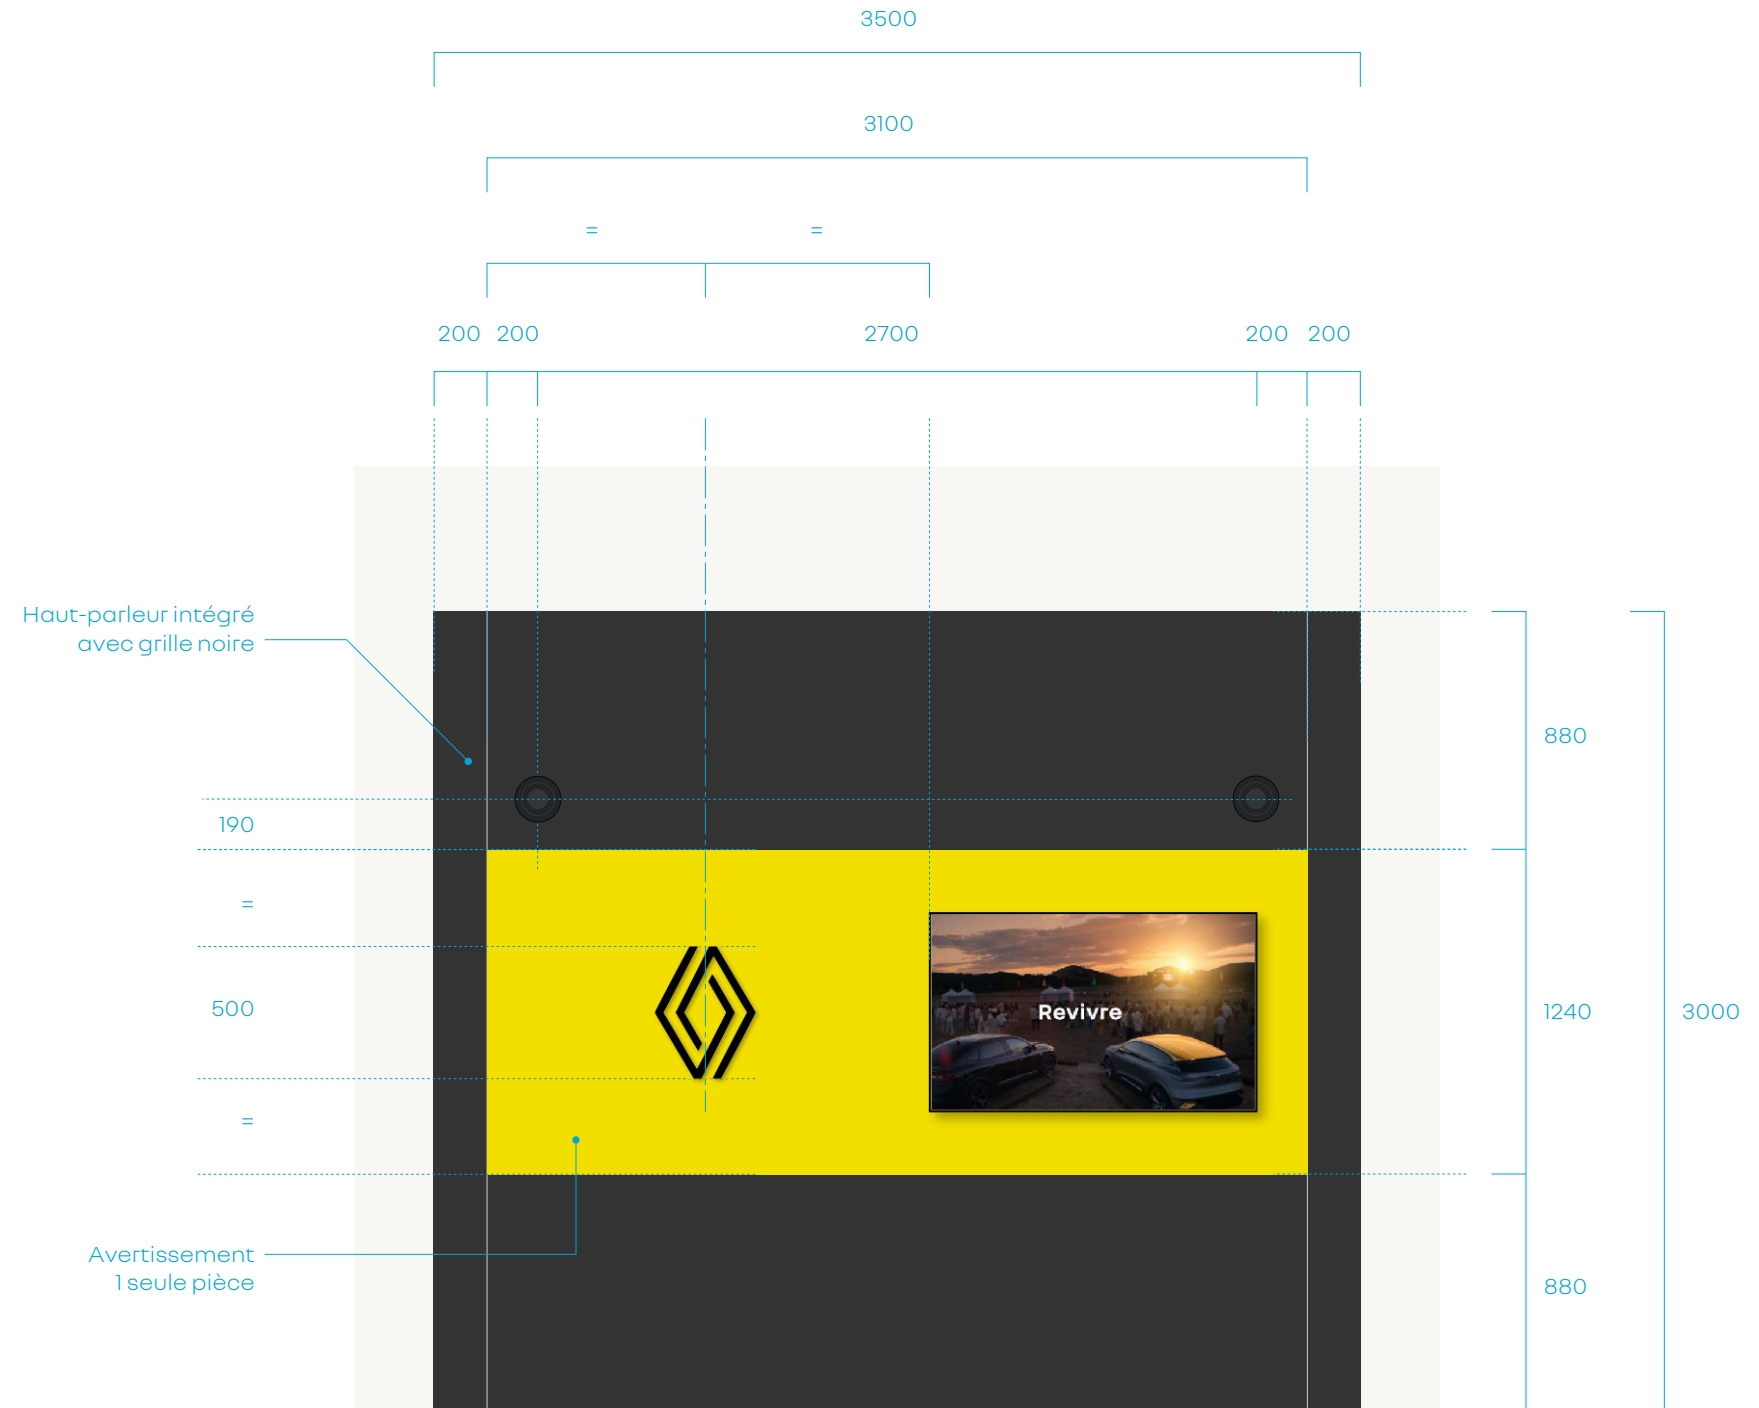 3500
3100
= =
200 200 2700 200 200
Haut-parleur intégré
avec grille noire
880
190
=
500
Revivre
1240
3000
=
Avertissement
1 seule pièce
880